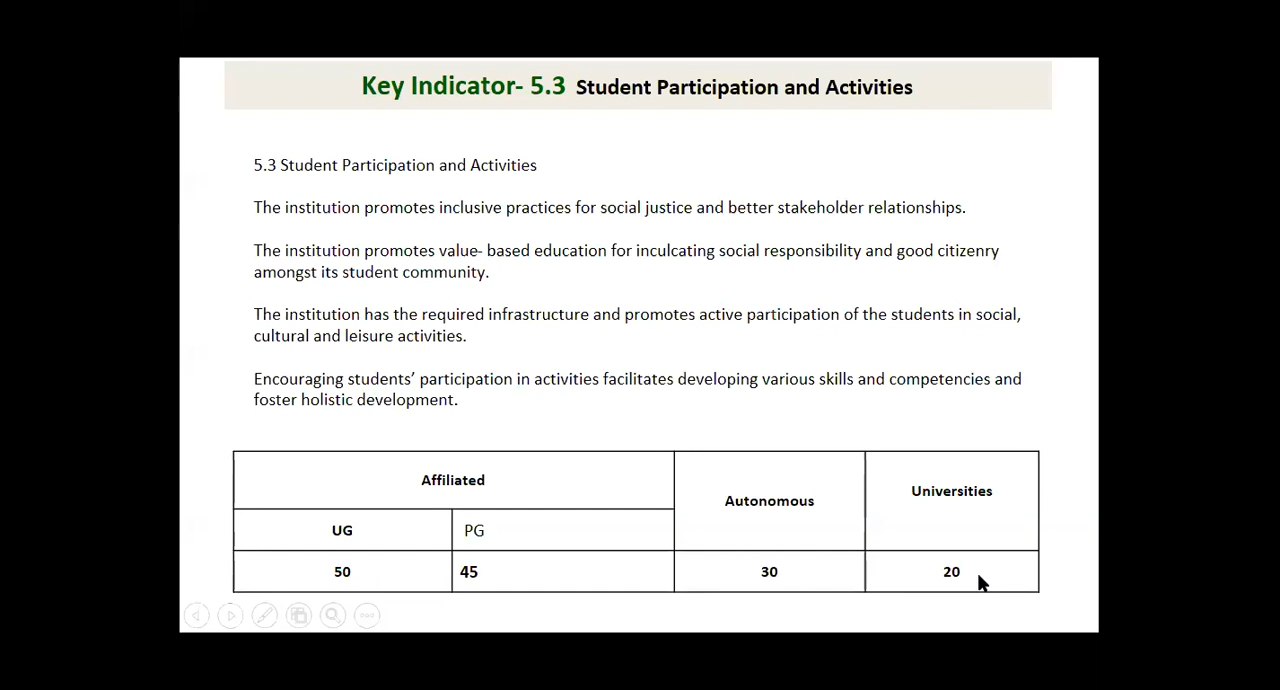 Key Indicator- 5.3 Student Participation and Activities
5.3 Student Participation and Activities
The institution promotes inclusive practices for social justice and better stakeholder relationships.
The institution promotes value- based education for inculcating social responsibility and good citizenry
amongst its student community.
The institution has the required infrastructure and promotes active participation of the students in social,
cultural and leisure activities.
Encouraging students’ participation in activities facilitates developing various skills and competencies and
foster holistic development.
Affiliated
Autonomous
Universities
UG
PG
50
45
30
20